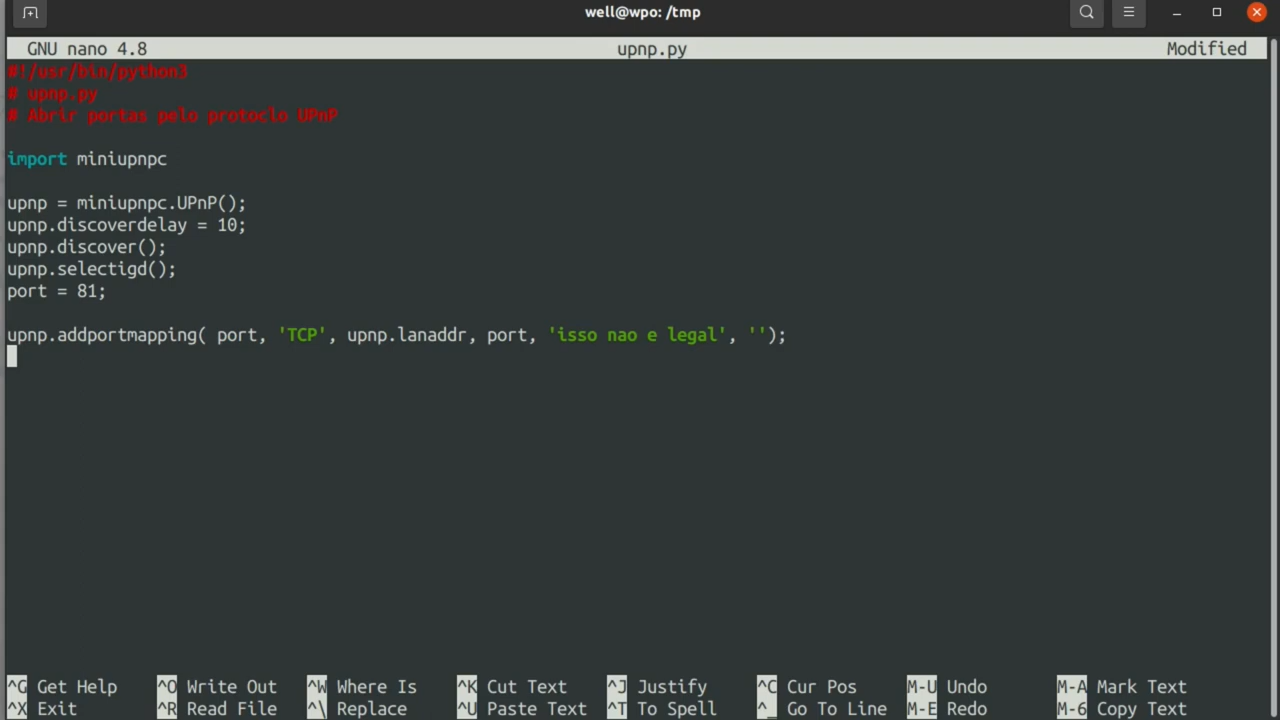 well@wpo: /tmp
GNU nano 4.8 upnp.py Modified
#!/usr/bin/python3
# upnp.py
# Abrir portas pelo protoclo UPnP
import miniupnpc
upnp = miniupnpc.UPnP();
upnp.discoverdelay = 10;
upnp.discover();
upnp.selectigd();
port = 81;
upnp.addportmapping( port, 'TCP', upnp.lanaddr, port, 'isso nao e legal', '');
^G Get Help ^O Write Out ^W Where Is ^K Cut Text ^J Justify ^C Cur Pos M-U Undo M-A Mark Text
^X Exit ^R Read File ^\ Replace ^U Paste Text ^T To Spell ^_ Go To Line M-E Redo M-6 Copy Text